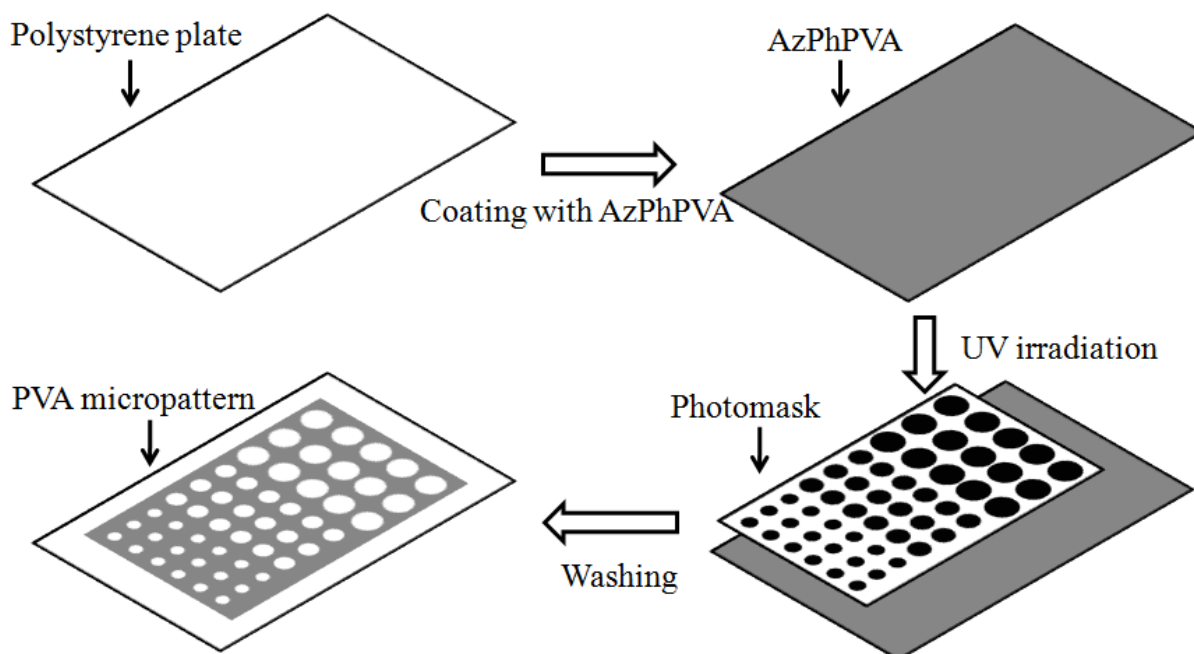 Polystyrene plate
AzPhPVA
Coating with AzPhPVA
UV irradiation
PVA micropattern
Photomask
Washing